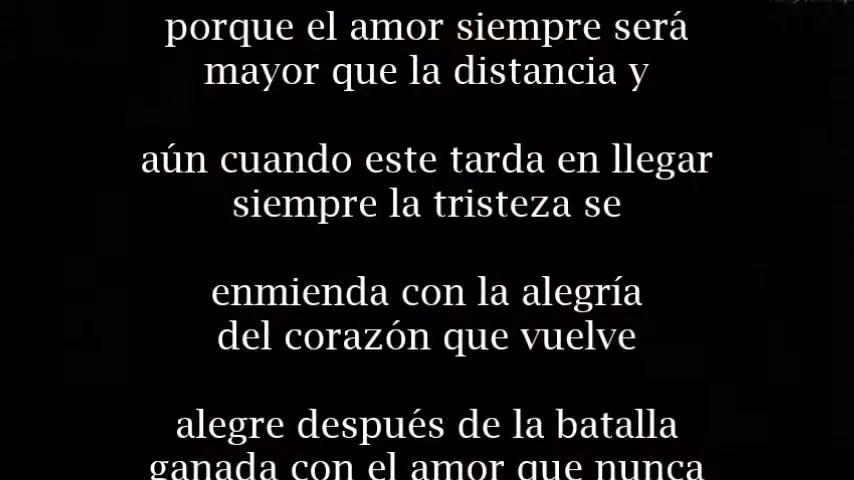 porque el amor siempre será
mayor que la distancia y
aún cuando este tarda en llegar
siempre la tristeza se
enmienda con la alegría
del corazón que vuelve
alegre después de la batalla
ganada con el amor que nunca